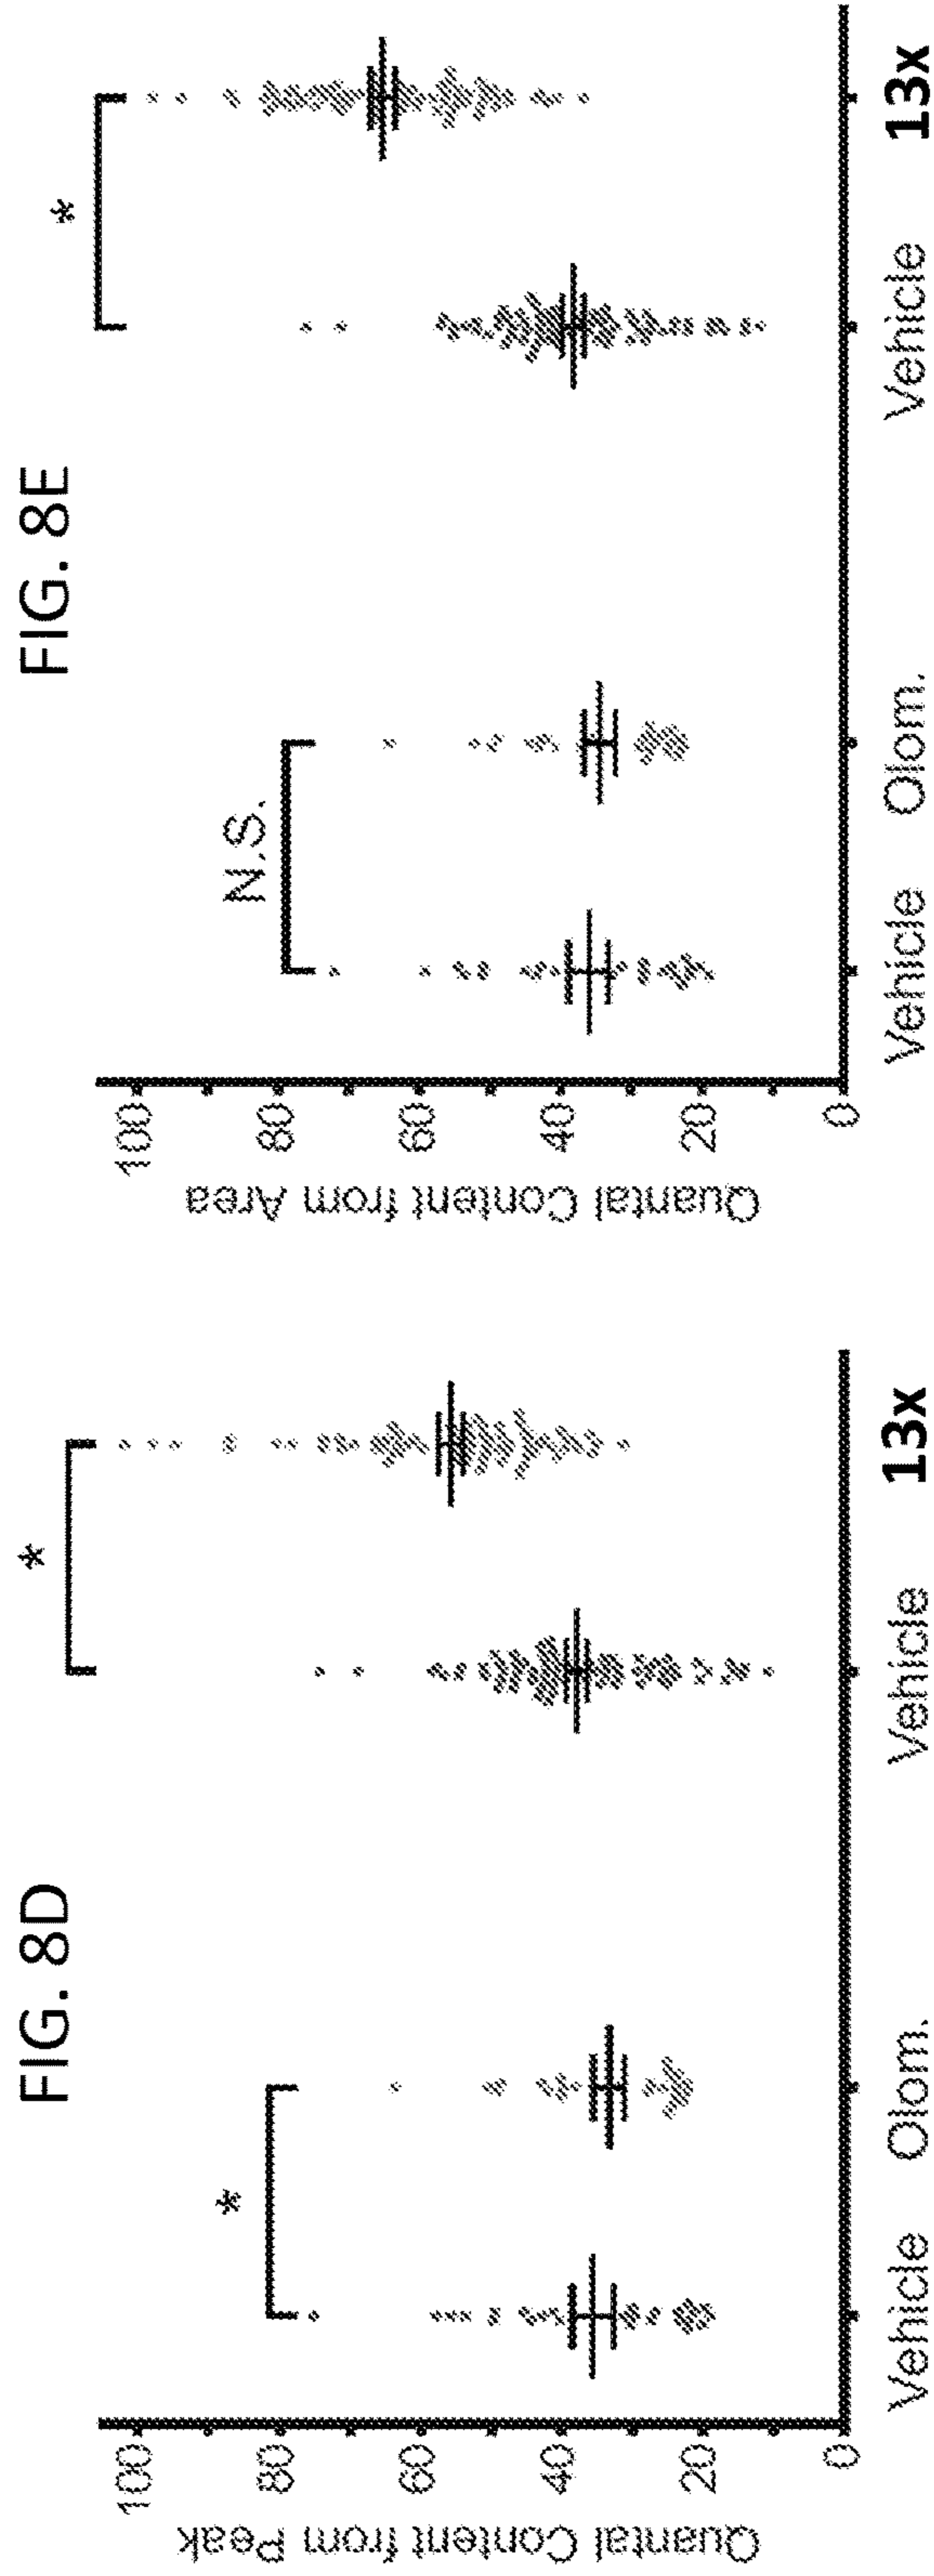 FIG. 8D
Quantal Content from Peak
100
80
60
40
20
0
*
*
Vehicle Olom. Vehicle 13x
FIG. 8E
Quantal Content from Area
100
80
60
40
20
0
N.S.
*
Vehicle Olom. Vehicle 13x